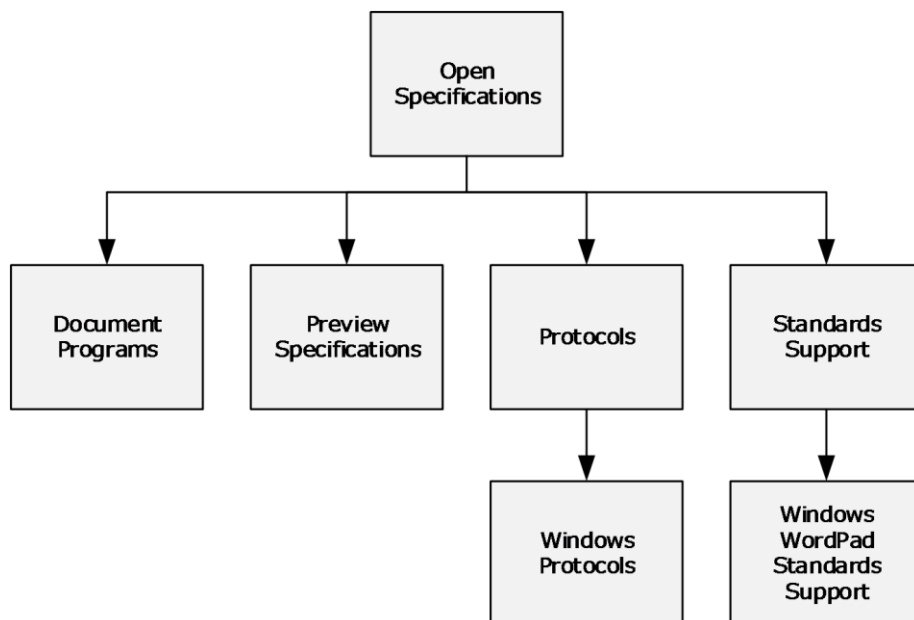 Open
Specifications
Document
Programs
Preview
Specifications
Protocols
Standards
Support
Windows
Protocols
Windows
WordPad
Standards
Support